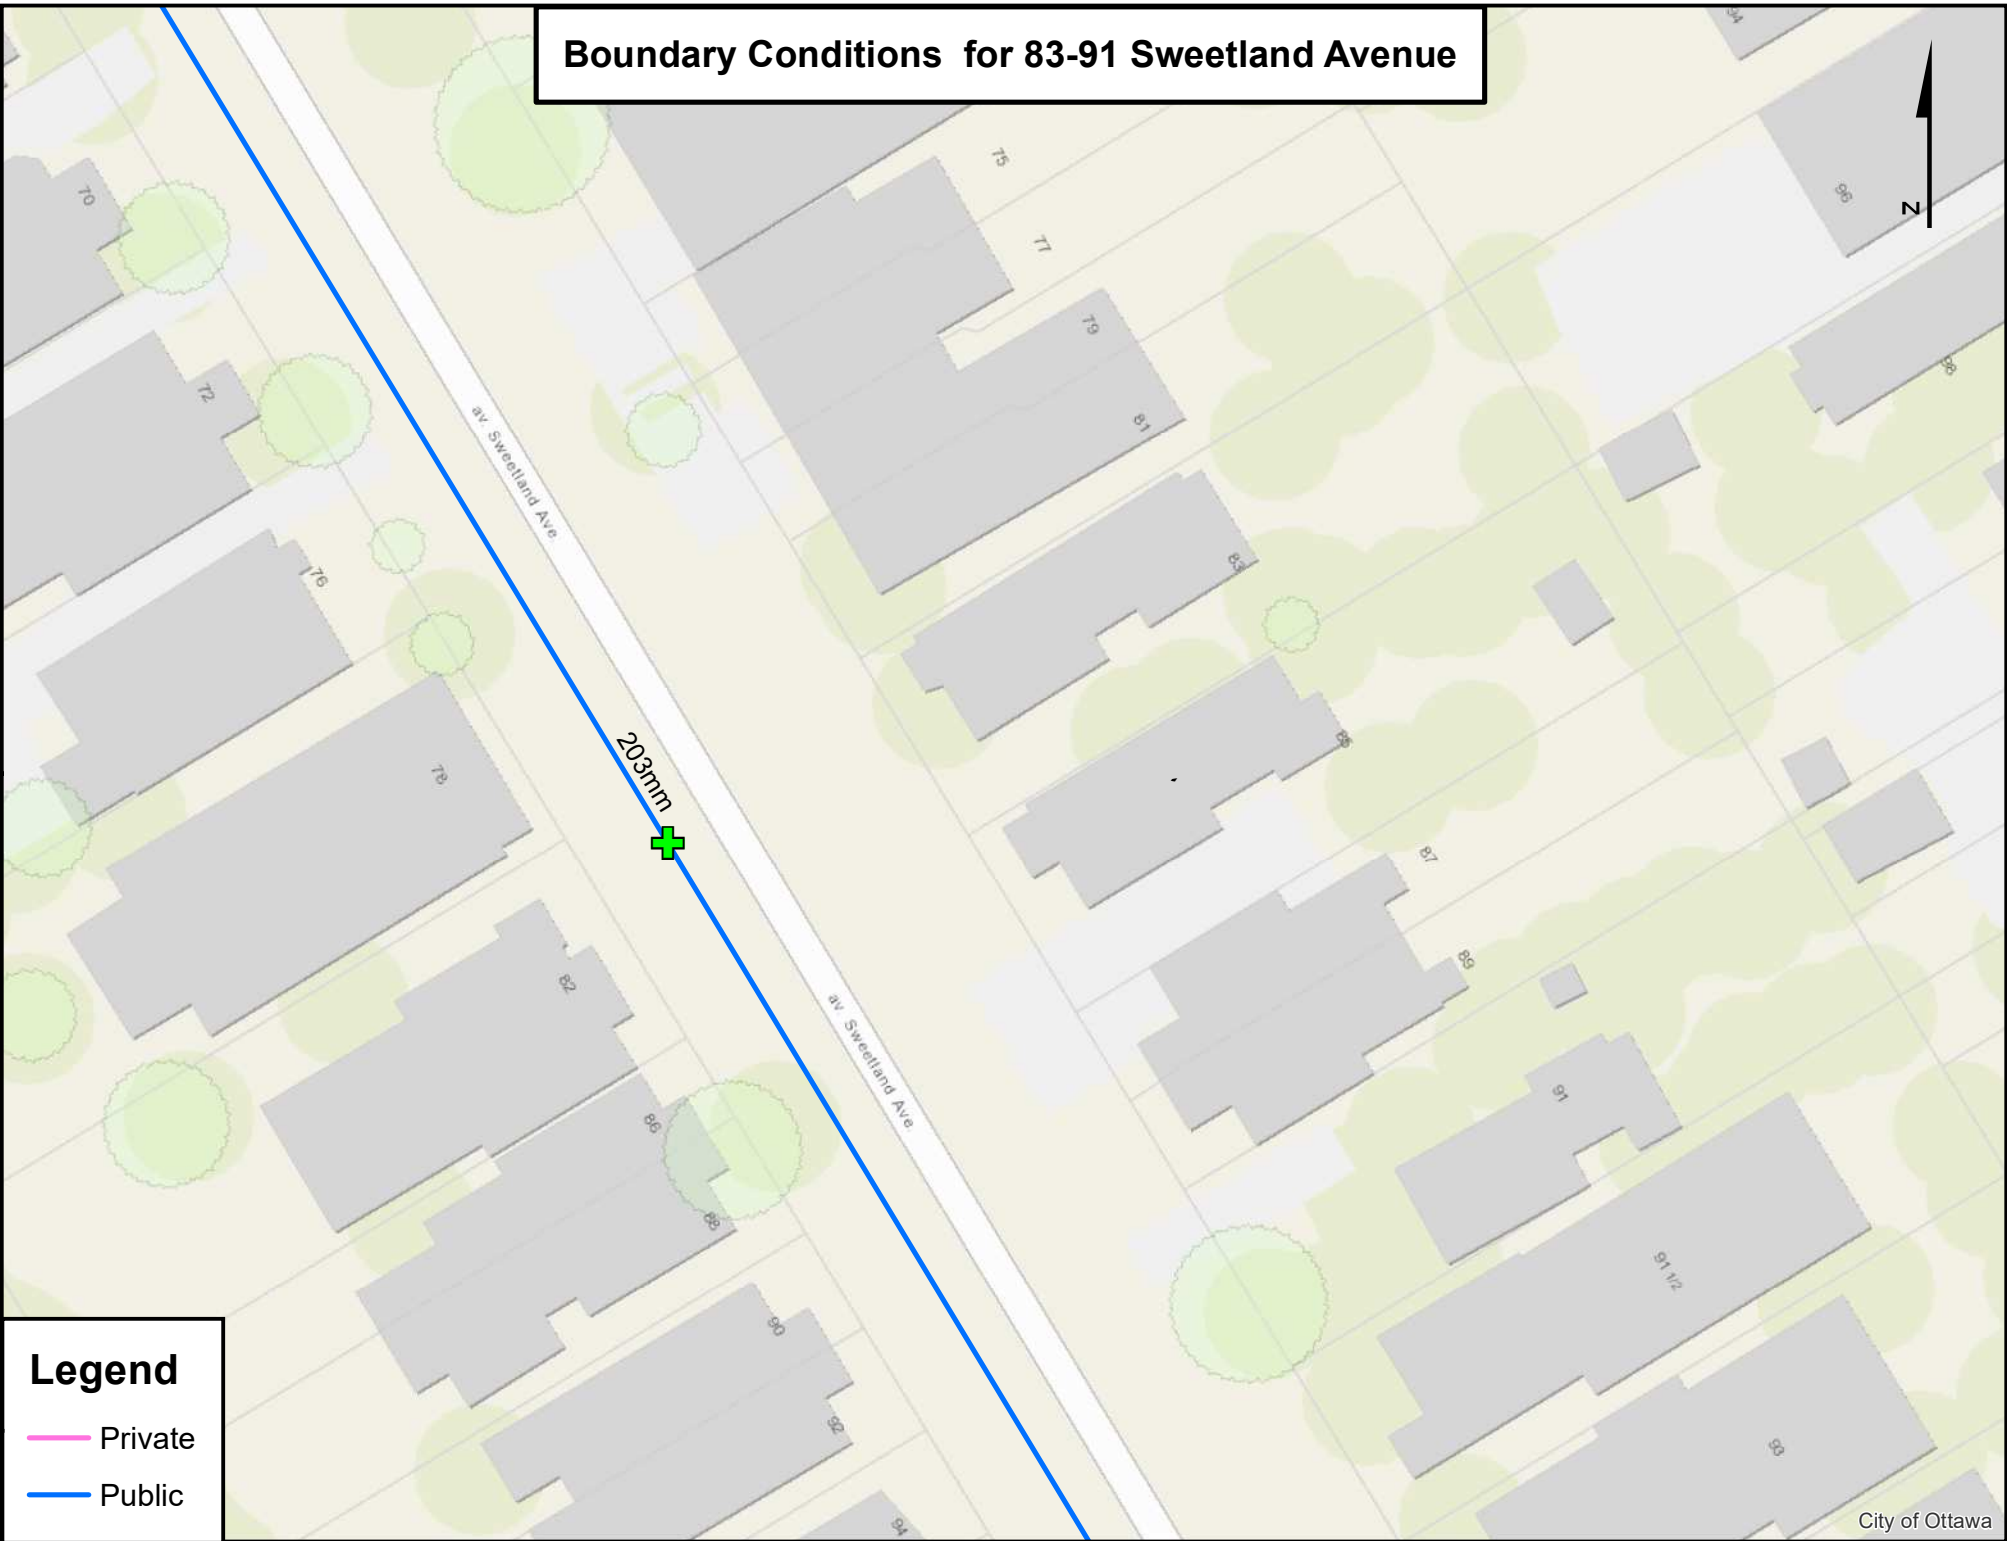 Boundary Conditions  for 83-91 Sweetland Avenue
94
N
75
96
70
77
79
98
72
81
av. Sweetland Ave.
83
76
85
203mm
78
87
89
82
av. Sweetland Ave.
91
86
88
91 1/2
90
92
93
94
Legend
Private
Public
City of Ottawa